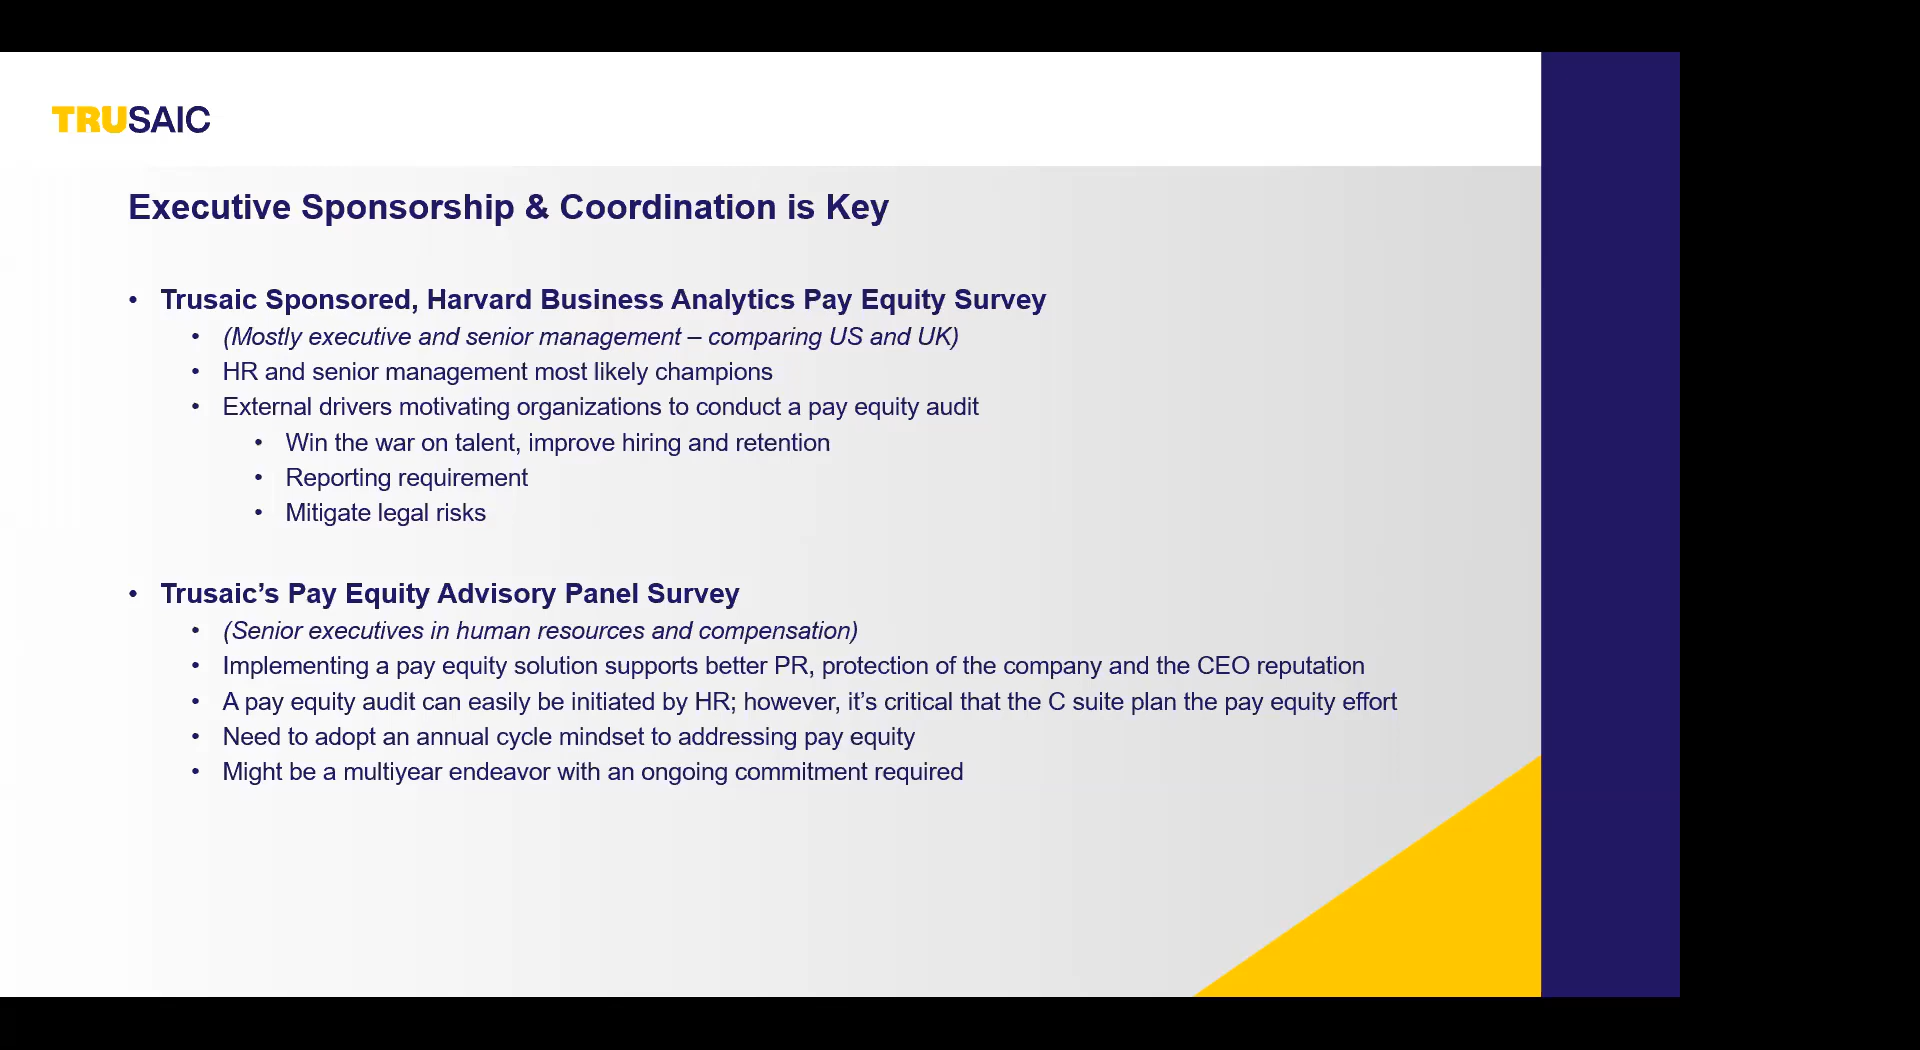 TRUSAIC
Executive Sponsorship & Coordination is Key
• Trusaic Sponsored, Harvard Business Analytics Pay Equity Survey
• (Mostly executive and senior management – comparing US and UK)
• HR and senior management most likely champions
• External drivers motivating organizations to conduct a pay equity audit
• Win the war on talent, improve hiring and retention
• Reporting requirement
• Mitigate legal risks
• Trusaic’s Pay Equity Advisory Panel Survey
• (Senior executives in human resources and compensation)
• Implementing a pay equity solution supports better PR, protection of the company and the CEO reputation
• A pay equity audit can easily be initiated by HR; however, it’s critical that the C suite plan the pay equity effort
• Need to adopt an annual cycle mindset to addressing pay equity
• Might be a multiyear endeavor with an ongoing commitment required